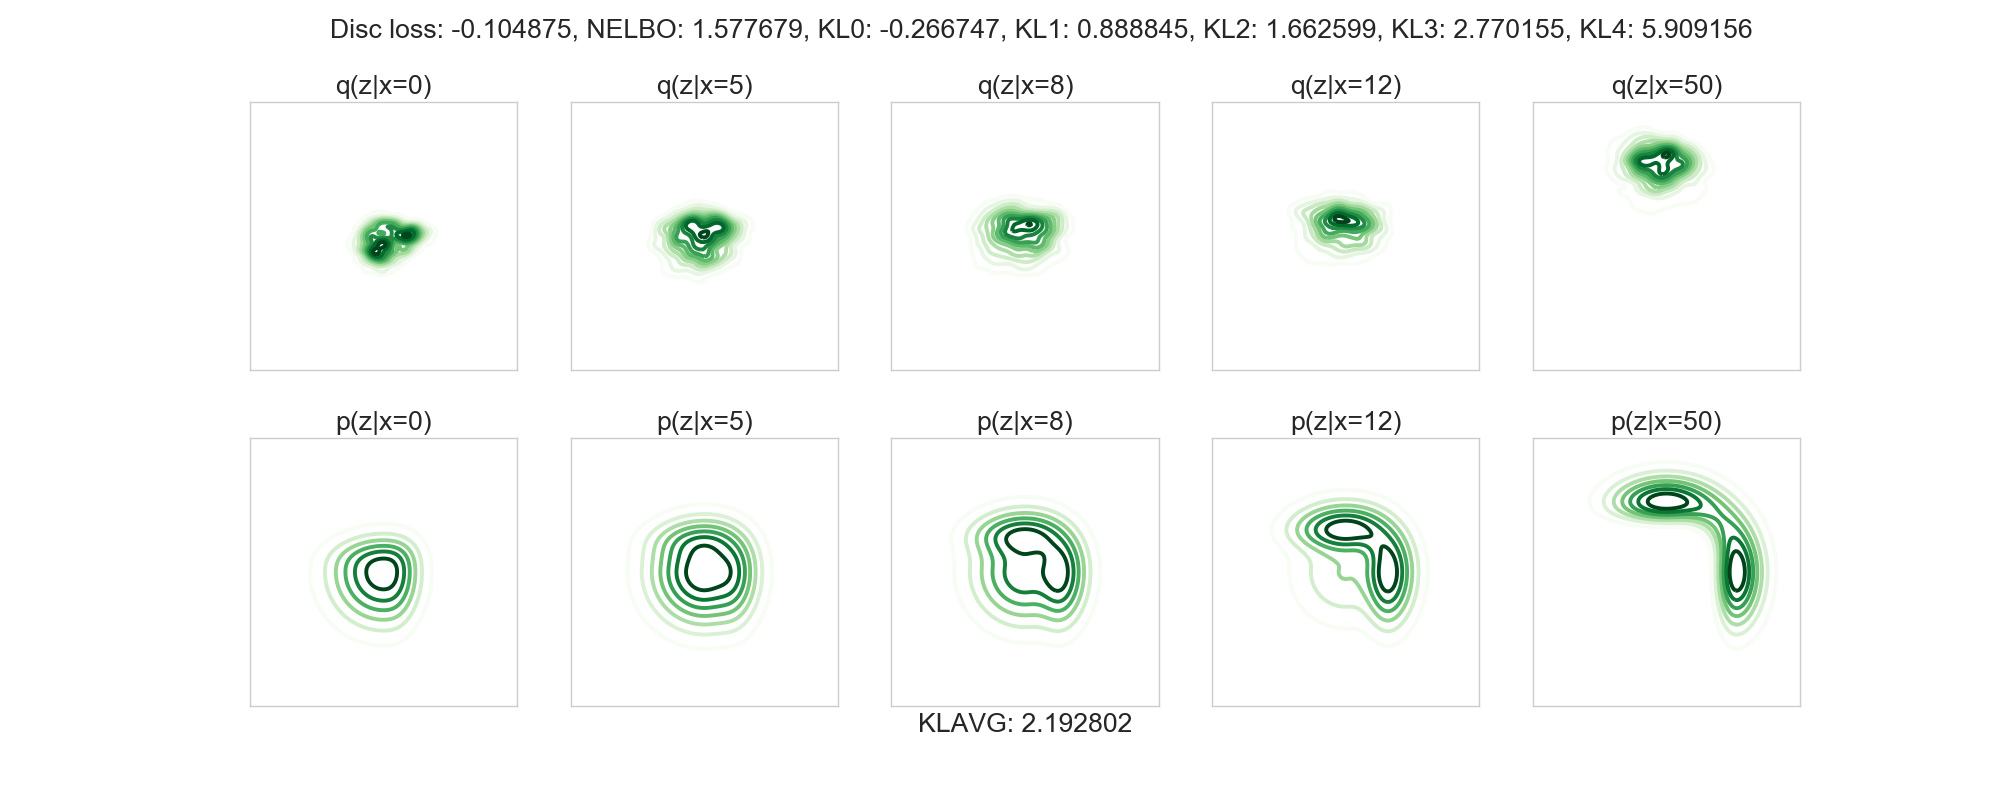 Disc loss: -0.104875, NELBO: 1.577679, KL0: -0.266747, KL1: 0.888845, KL2: 1.662599, KL3: 2.770155, KL4: 5.909156
q(z|x=0) q(z|x=5) q(z|x=8) q(z|x=12) q(z|x=50)
p(z|x=0) p(z|x=5) p(z|x=8) p(z|x=12) p(z|x=50)
KLAVG: 2.192802